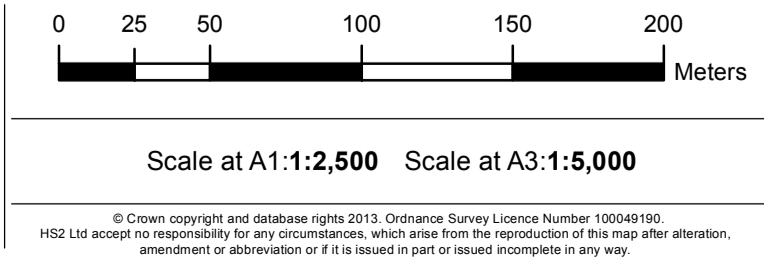 0 25 50 100 150 200
Meters
Scale at A1:1:2,500 Scale at A3:1:5,000
© Crown copyright and database rights 2013. Ordnance Survey Licence Number 100049190.
HS2 Ltd accept no responsibility for any circumstances, which arise from the reproduction of this map after alteration,
amendment or abbreviation or if it is issued in part or issued incomplete in any way.